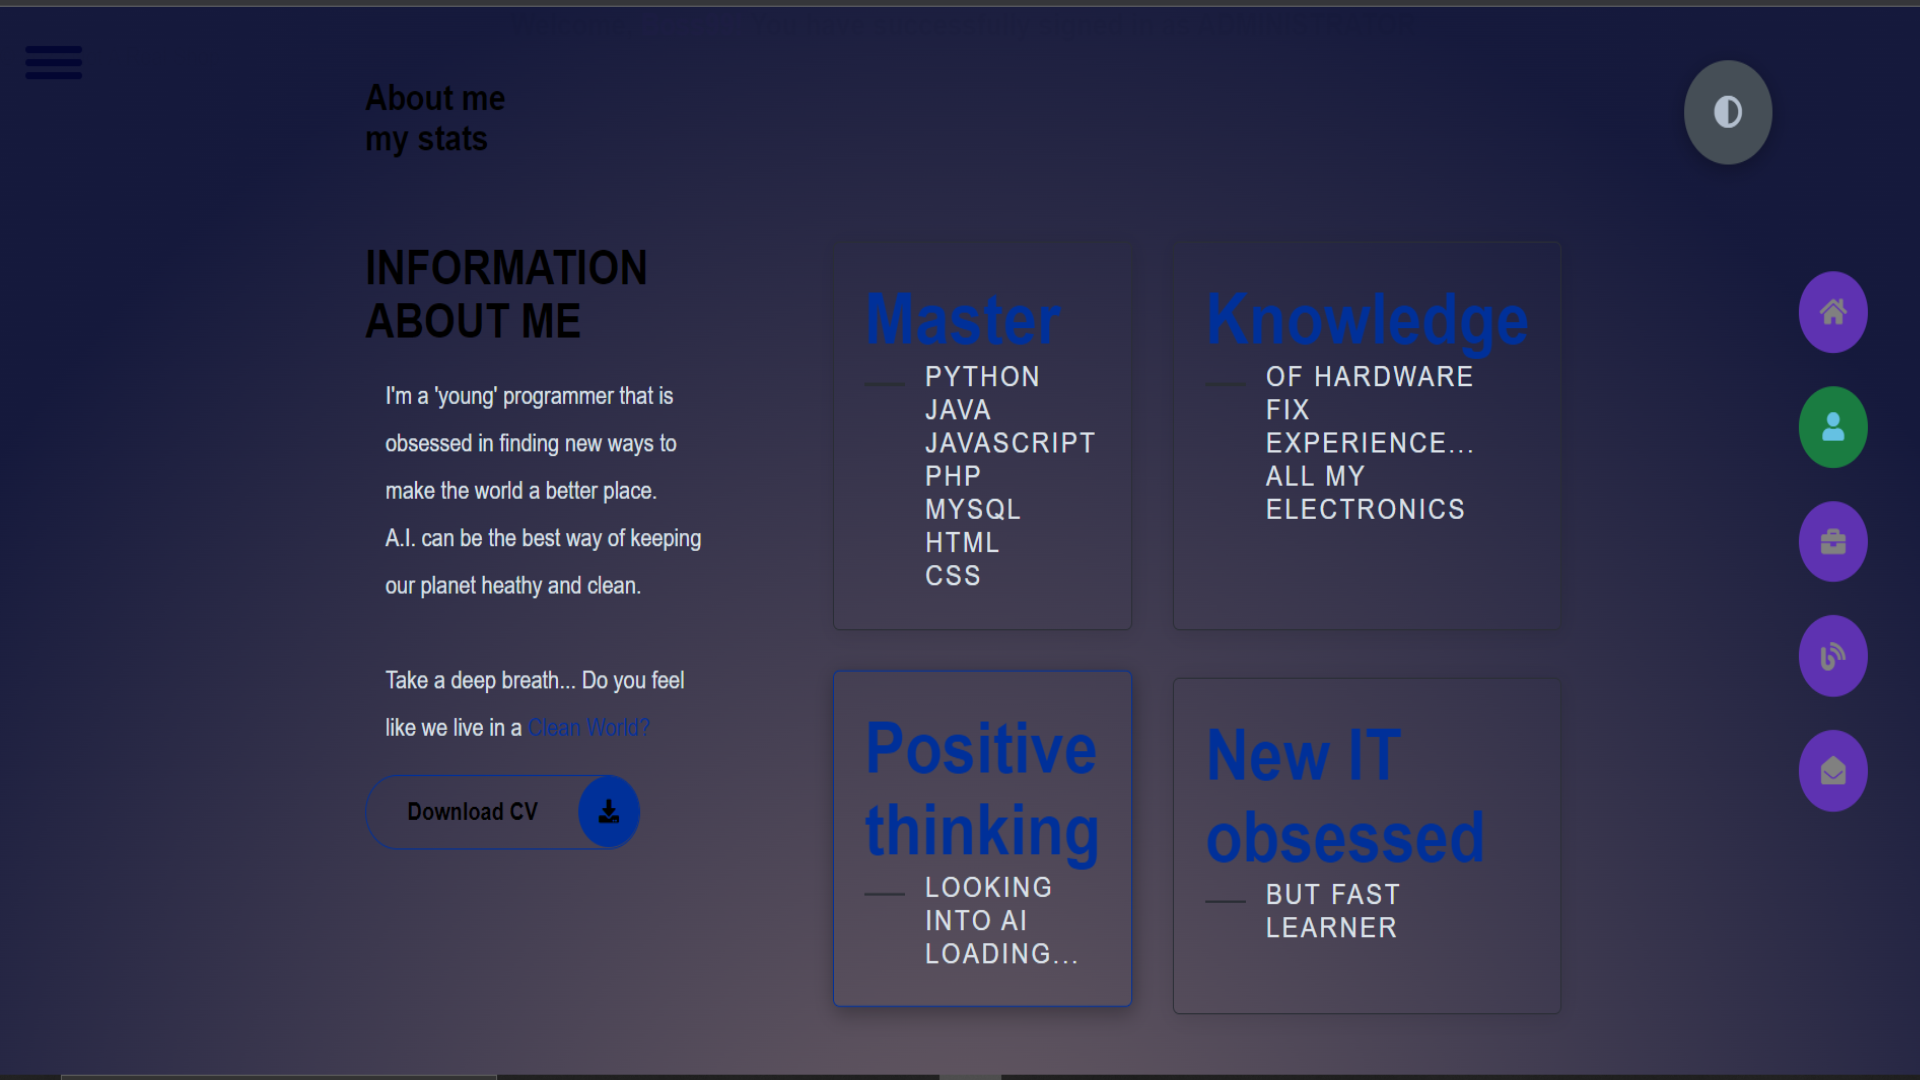 About me
my stats
INFORMATION
ABOUT ME
I'm a 'young' programmer that is
obsessed in finding new ways to
make the world a better place.
A.I. can be the best way of keeping
our planet heathy and clean.
Take a deep breath... Do you feel
like we live in a Clean World?
Download CV
Master
PYTHON
JAVA
JAVASCRIPT
PHP
MYSQL
HTML
CSS
Knowledge
OF HARDWARE
FIX
EXPERIENCE...
ALL MY
ELECTRONICS
Positive
thinking
LOOKING
INTO AI
LOADING...
New IT
obsessed
BUT FAST
LEARNER